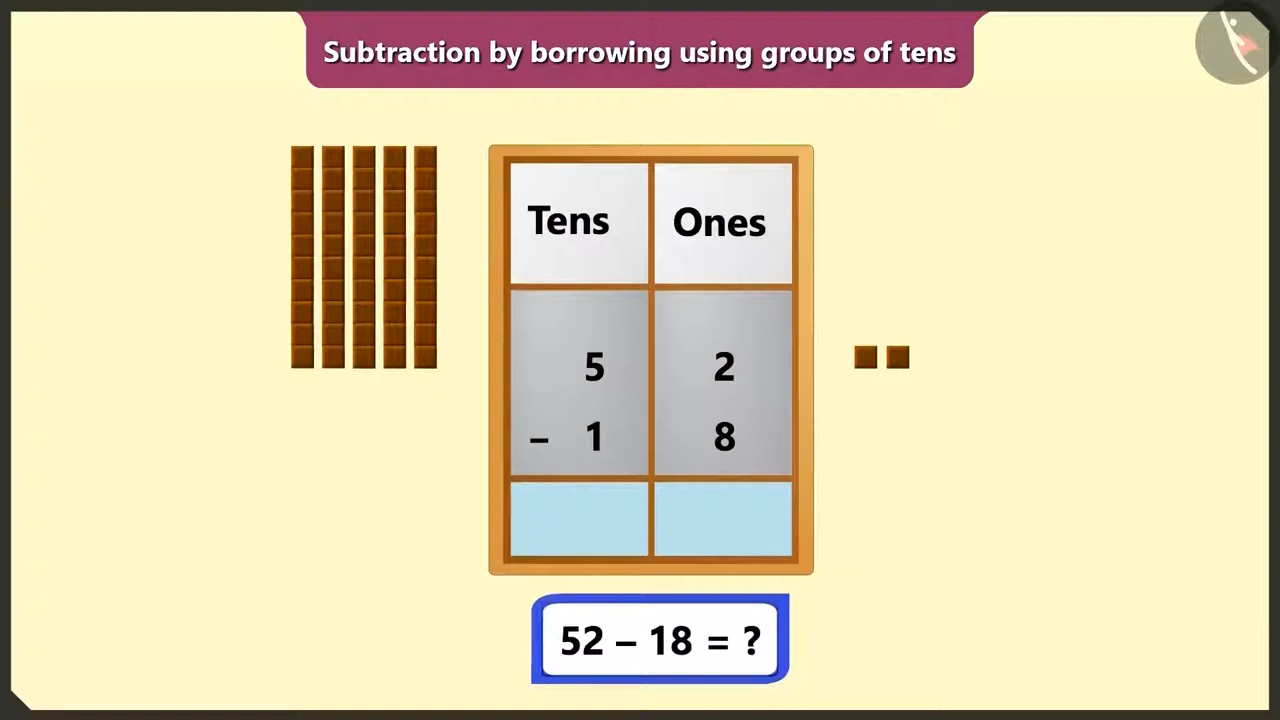 Subtraction by borrowing using groups of tens
Tens Ones
5 2
– 1 8
52 – 18 = ?